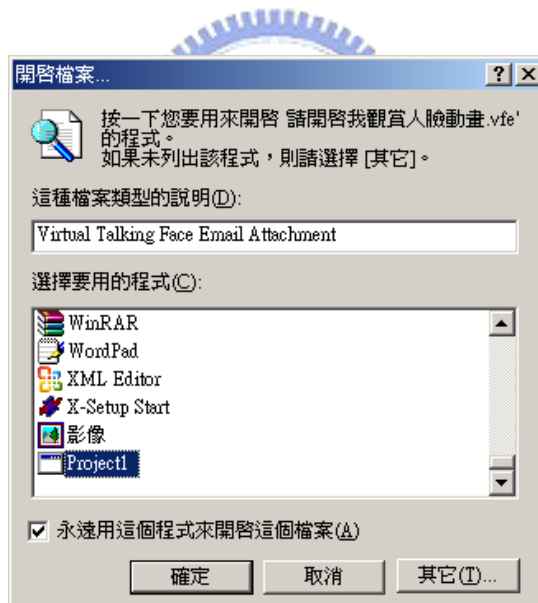 開啓檔案...
按一下您要用來開啓 '請開啓我觀賞人臉動畫.vfe'
的程式。
如果未列出該程式，則請選擇 [其它]。
這種檔案類型的說明(D):
Virtual Talking Face Email Attachment
選擇要用的程式(C):
WinRAR
WordPad
XML Editor
X-Setup Start
影像
Project1
永遠用這個程式來開啓這個檔案(A)
確定
取消
其它(T)...